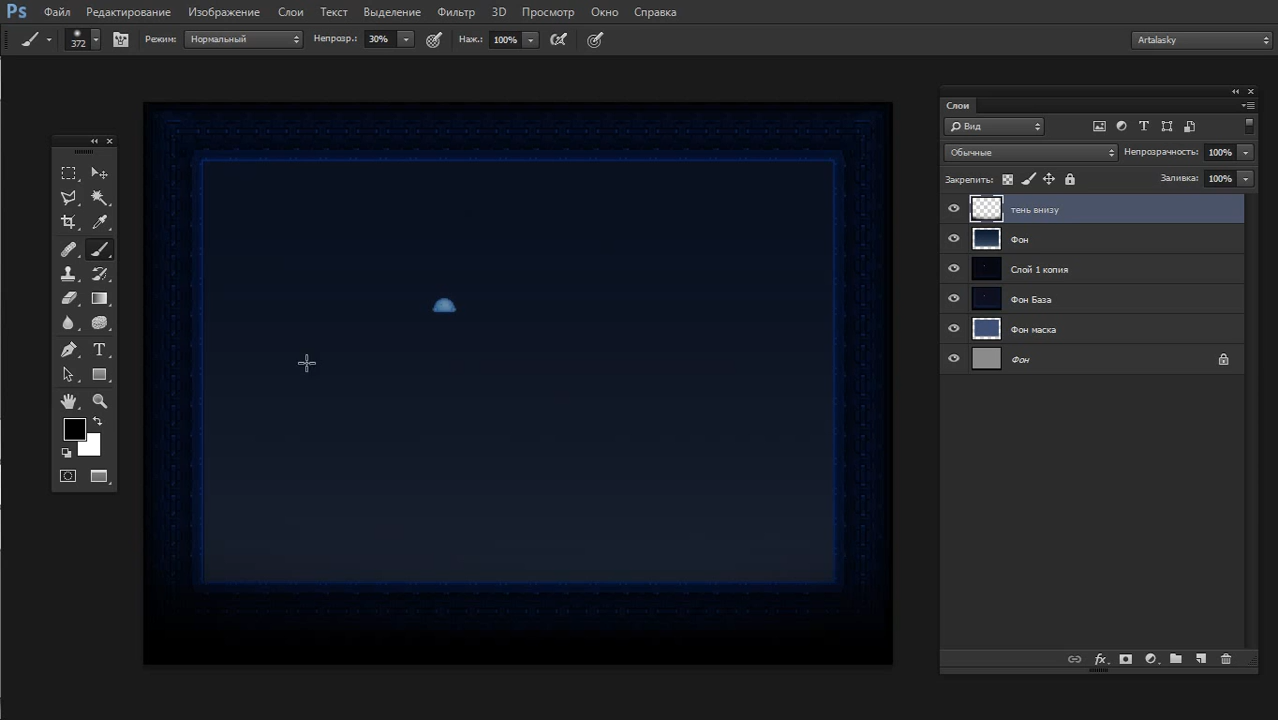 Ps Файл Редактирование Изображение Слои Текст Выделение Фильтр 3D Просмотр Окно Справка
372 Режим: Нормальный Непрозр.: 30% Наж.: 100% Artalasky
Слои
Вид
Обычные Непрозрачность: 100%
Закрепить: Заливка: 100%
тень внизу
Фон
Слой 1 копия
Фон База
Фон маска
Фон
T
fx